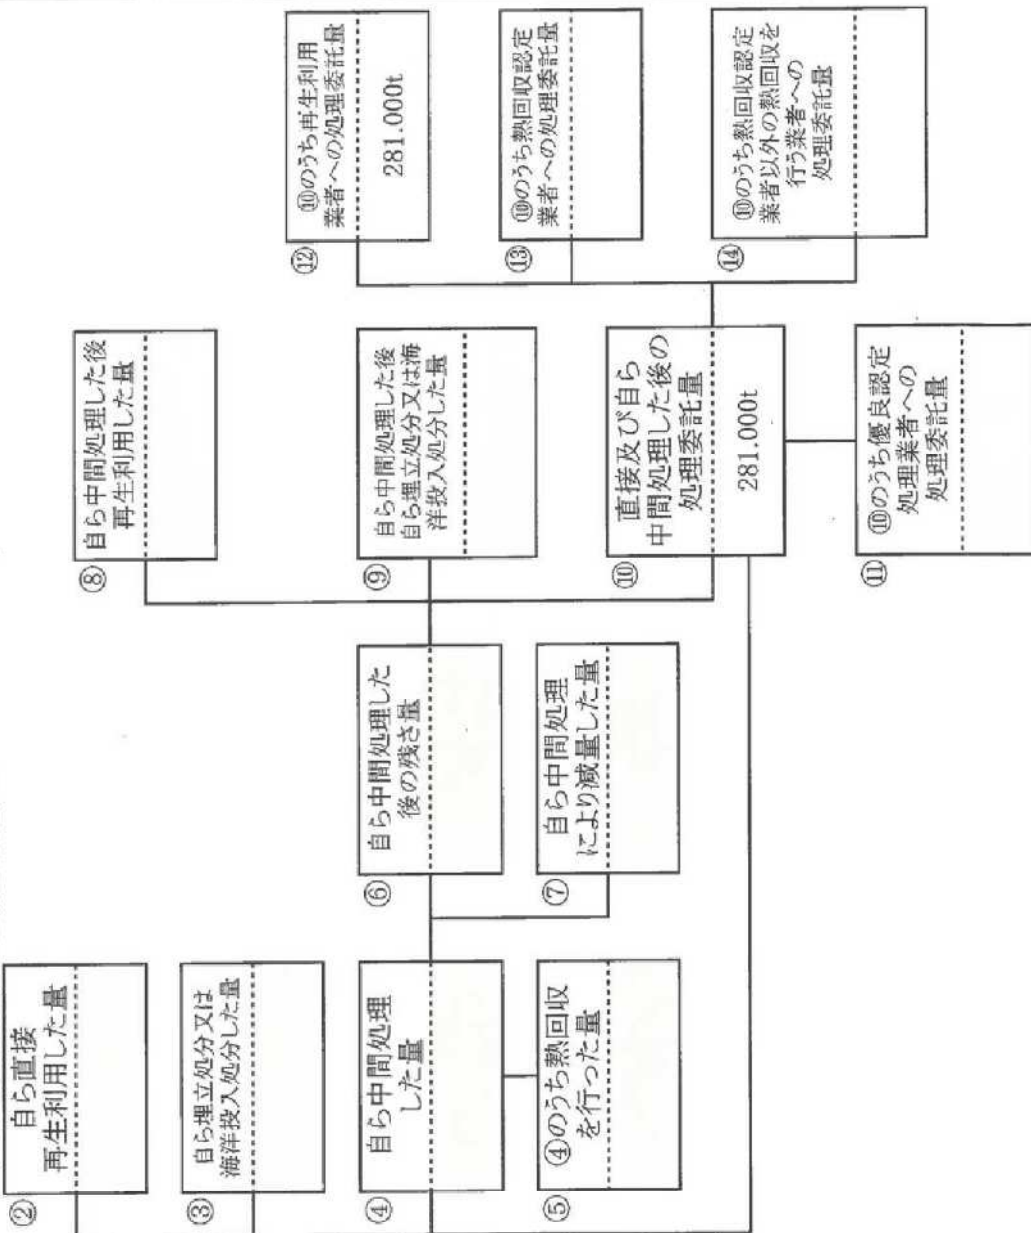 ②
自ら直接
再生利用した量
③
自ら埋立処分又は
海洋投入処分した量
④
自ら中間処理
した量
⑤
④のうち熱回収
を行った量
⑥
自ら中間処理した
後の残さ量
⑦
自ら中間処理
により減量した量
⑧
自ら中間処理した後
再生利用した量
⑨
自ら中間処理した後
自ら埋立処分又は海
洋投入処分した量
⑩
直接及び自ら
中間処理した後の
処理委託量
281.000t
⑪
⑩のうち優良認定
処理業者への
処理委託量
⑫
⑩のうち再生利用
業者への処理委託量
281.000t
⑬
⑩のうち熱回収認定
業者への処理委託量
⑭
⑩のうち熱回収認定
業者以外の熱回収を
行う業者への
処理委託量